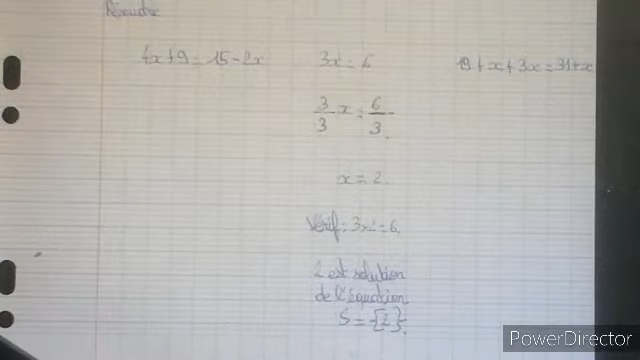 Résoudre
4x+9=15-2x
3x=6
19+x+3x=31+x
3/3 x = 6/3
x=2
Vérif: 3x2=6
2 est solution
de l'équation
S={2}
PowerDirector